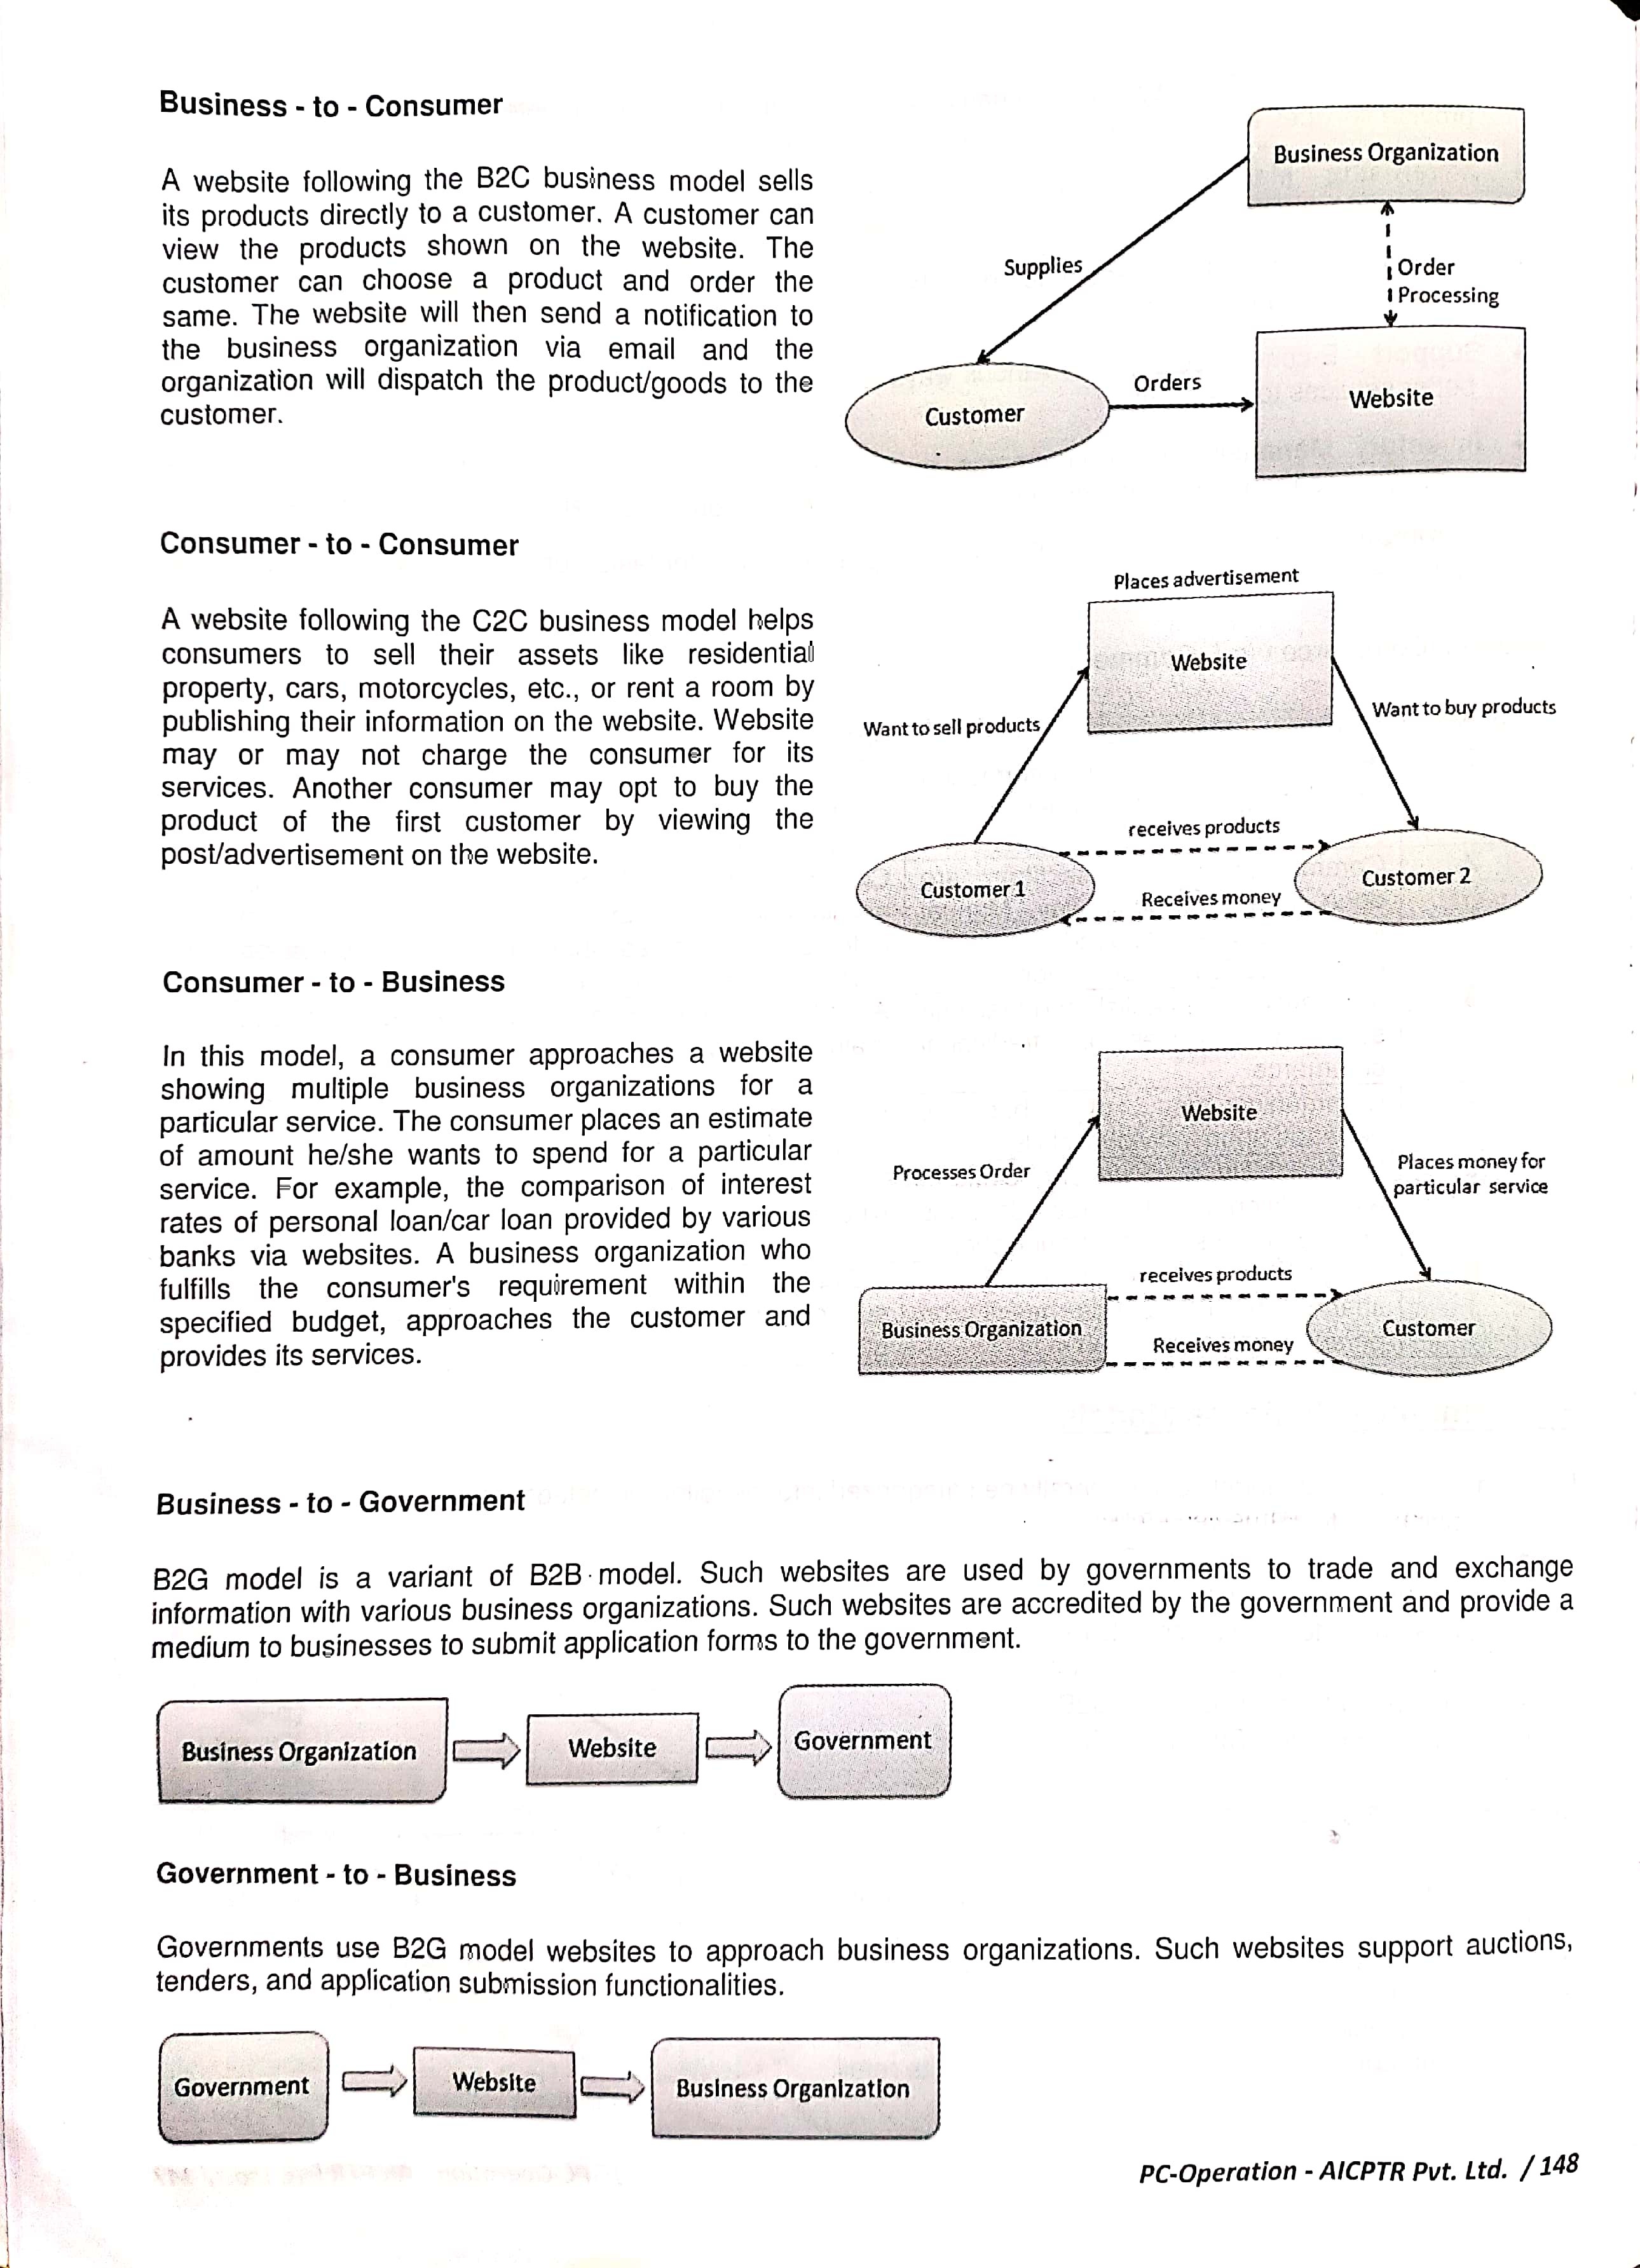 Business - to - Consumer
A website following the B2C business model sells
its products directly to a customer. A customer can
view the products shown on the website. The
customer can choose a product and order the
same. The website will then send a notification to
the business organization via email and the
organization will dispatch the product/goods to the
customer.
Business Organization
Supplies
Order
Processing
Orders
Customer
Website
Consumer - to - Consumer
A website following the C2C business model helps
consumers to sell their assets like residential
property, cars, motorcycles, etc., or rent a room by
publishing their information on the website. Website
may or may not charge the consumer for its
services. Another consumer may opt to buy the
product of the first customer by viewing the
post/advertisement on the website.
Places advertisement
Website
Want to sell products
Want to buy products
receives products
Customer 1
Customer 2
Receives money
Consumer - to - Business
In this model, a consumer approaches a website
showing multiple business organizations for a
particular service. The consumer places an estimate
of amount he/she wants to spend for a particular
service. For example, the comparison of interest
rates of personal loan/car loan provided by various
banks via websites. A business organization who
fulfills the consumer's requirement within the
specified budget, approaches the customer and
provides its services.
Website
Processes Order
Places money for
particular service
receives products
Business Organization
Customer
Receives money
Business - to - Government
B2G model is a variant of B2B model. Such websites are used by governments to trade and exchange
information with various business organizations. Such websites are accredited by the government and provide a
medium to businesses to submit application forms to the government.
Business Organization
Website
Government
Government - to - Business
Governments use B2G model websites to approach business organizations. Such websites support auctions,
tenders, and application submission functionalities.
Government
Website
Business Organization
PC-Operation - AICPTR Pvt. Ltd. / 148